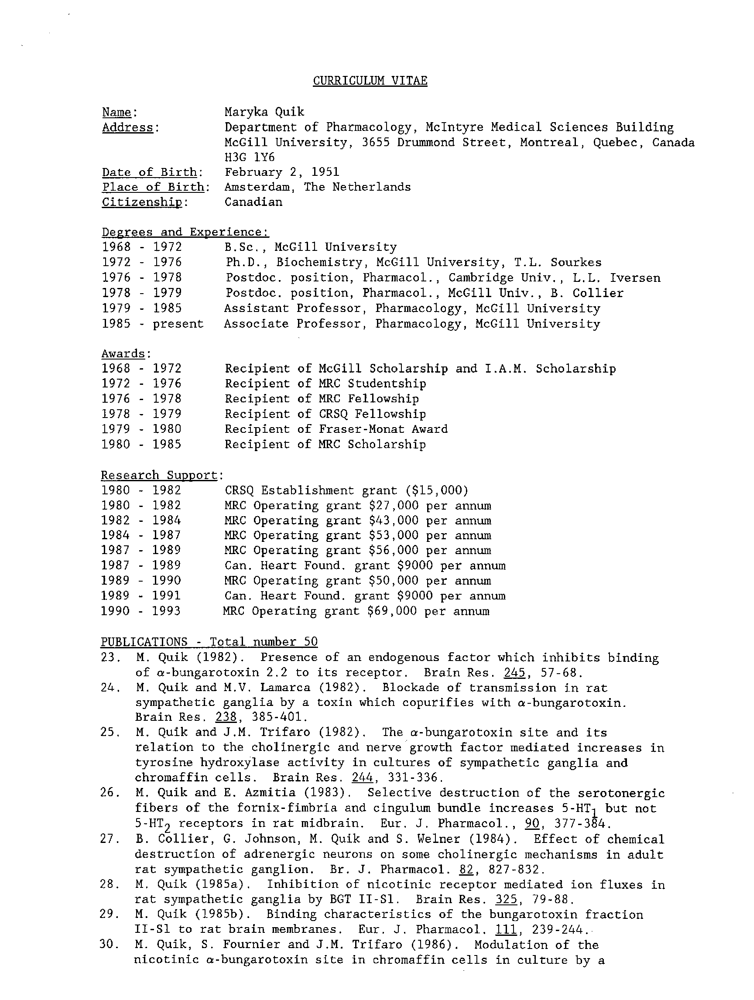 CURRICULUM VITAE
Name: Maryka Quik
Address: Department of Pharmacology, McIntyre Medical Sciences Building
McGill University, 3655 Drummond Street, Montreal, Quebec, Canada
H3G 1Y6
Date of Birth: February 2, 1951
Place of Birth: Amsterdam, The Netherlands
Citizenship: Canadian
Degrees and Experience:
1968 - 1972 B.Sc., McGill University
1972 - 1976 Ph.D., Biochemistry, McGill University, T.L. Sourkes
1976 - 1978 Postdoc. position, Pharmacol., Cambridge Univ., L.L. Iversen
1978 - 1979 Postdoc. position, Pharmacol., McGill Univ., B. Collier
1979 - 1985 Assistant Professor, Pharmacology, McGill University
1985 - present Associate Professor, Pharmacology, McGill University
Awards:
1968 - 1972 Recipient of McGill Scholarship and I.A.M. Scholarship
1972 - 1976 Recipient of MRC Studentship
1976 - 1978 Recipient of MRC Fellowship
1978 - 1979 Recipient of CRSQ Fellowship
1979 - 1980 Recipient of Fraser-Monat Award
1980 - 1985 Recipient of MRC Scholarship
Research Support:
1980 - 1982 CRSQ Establishment grant ($15,000)
1980 - 1982 MRC Operating grant $27,000 per annum
1982 - 1984 MRC Operating grant $43,000 per annum
1984 - 1987 MRC Operating grant $53,000 per annum
1987 - 1989 MRC Operating grant $56,000 per annum
1987 - 1989 Can. Heart Found. grant $9000 per annum
1989 - 1990 MRC Operating grant $50,000 per annum
1989 - 1991 Can. Heart Found. grant $9000 per annum
1990 - 1993 MRC Operating grant $69,000 per annum
PUBLICATIONS - Total number 50
23. M. Quik (1982). Presence of an endogenous factor which inhibits binding
of α-bungarotoxin 2.2 to its receptor. Brain Res. 245, 57-68.
24. M. Quik and M.V. Lamarca (1982). Blockade of transmission in rat
sympathetic ganglia by a toxin which copurifies with α-bungarotoxin.
Brain Res. 238, 385-401.
25. M. Quik and J.M. Trifaro (1982). The α-bungarotoxin site and its
relation to the cholinergic and nerve growth factor mediated increases in
tyrosine hydroxylase activity in cultures of sympathetic ganglia and
chromaffin cells. Brain Res. 244, 331-336.
26. M. Quik and E. Azmitia (1983). Selective destruction of the serotonergic
fibers of the fornix-fimbria and cingulum bundle increases 5-HT₁ but not
5-HT₂ receptors in rat midbrain. Eur. J. Pharmacol., 90, 377-384.
27. B. Collier, G. Johnson, M. Quik and S. Welner (1984). Effect of chemical
destruction of adrenergic neurons on some cholinergic mechanisms in adult
rat sympathetic ganglion. Br. J. Pharmacol. 82, 827-832.
28. M. Quik (1985a). Inhibition of nicotinic receptor mediated ion fluxes in
rat sympathetic ganglia by BGT II-S1. Brain Res. 325, 79-88.
29. M. Quik (1985b). Binding characteristics of the bungarotoxin fraction
II-S1 to rat brain membranes. Eur. J. Pharmacol. 111, 239-244.
30. M. Quik, S. Fournier and J.M. Trifaro (1986). Modulation of the
nicotinic α-bungarotoxin site in chromaffin cells in culture by a